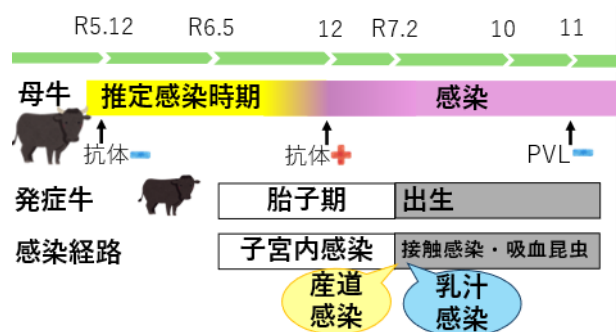 R5.12 R6.5 12 R7.2 10 11
母牛 推定感染時期 感染
抗体- 抗体+ PVL-
発症牛 胎子期 出生
感染経路 子宮内感染 接触感染・吸血昆虫
産道
感染
乳汁
感染